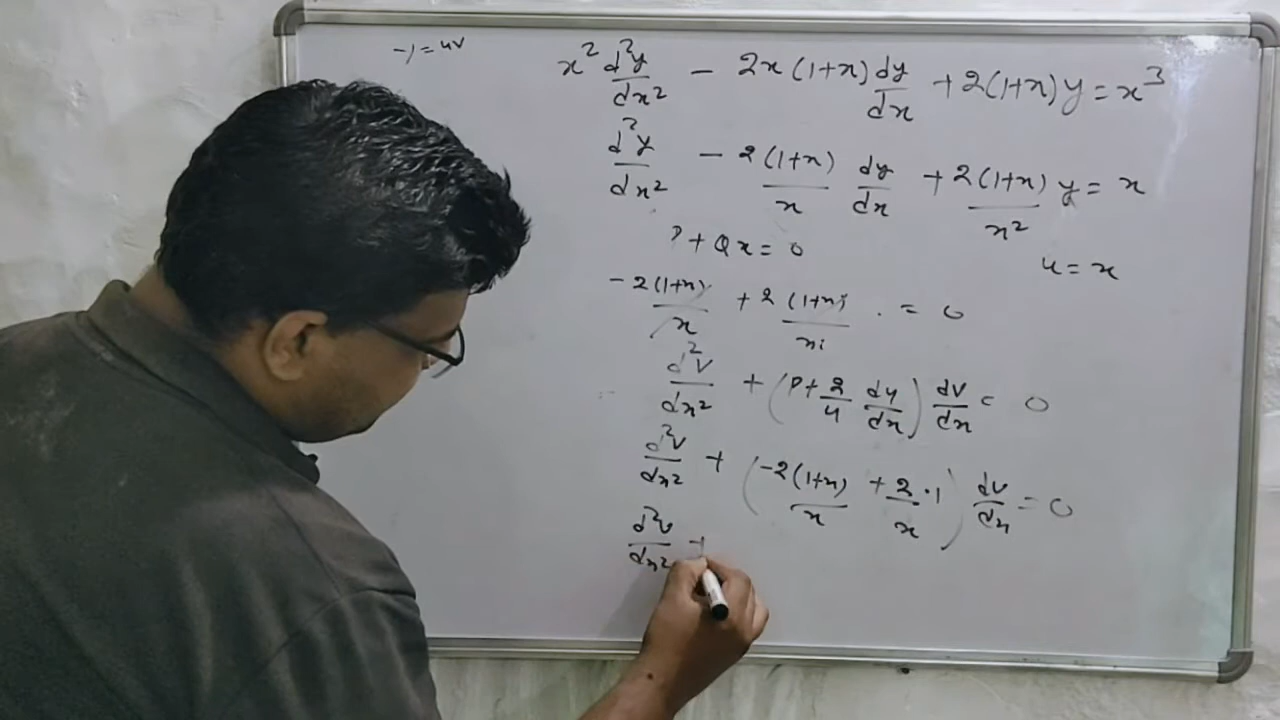 y = uv
x² d²y/dx² - 2x(1+x) dy/dx + 2(1+x)y = x³
d²y/dx² - 2(1+x)/x dy/dx + 2(1+x)/x² y = x
P + Qx = 0
u = x
-2(1+x)/x + 2(1+x)/x = 0
d²v/dx² + (P + 2/u du/dx) dv/dx = 0
d²v/dx² + (-2(1+x)/x + 2/x · 1) dv/dx = 0
d²v/dx² +